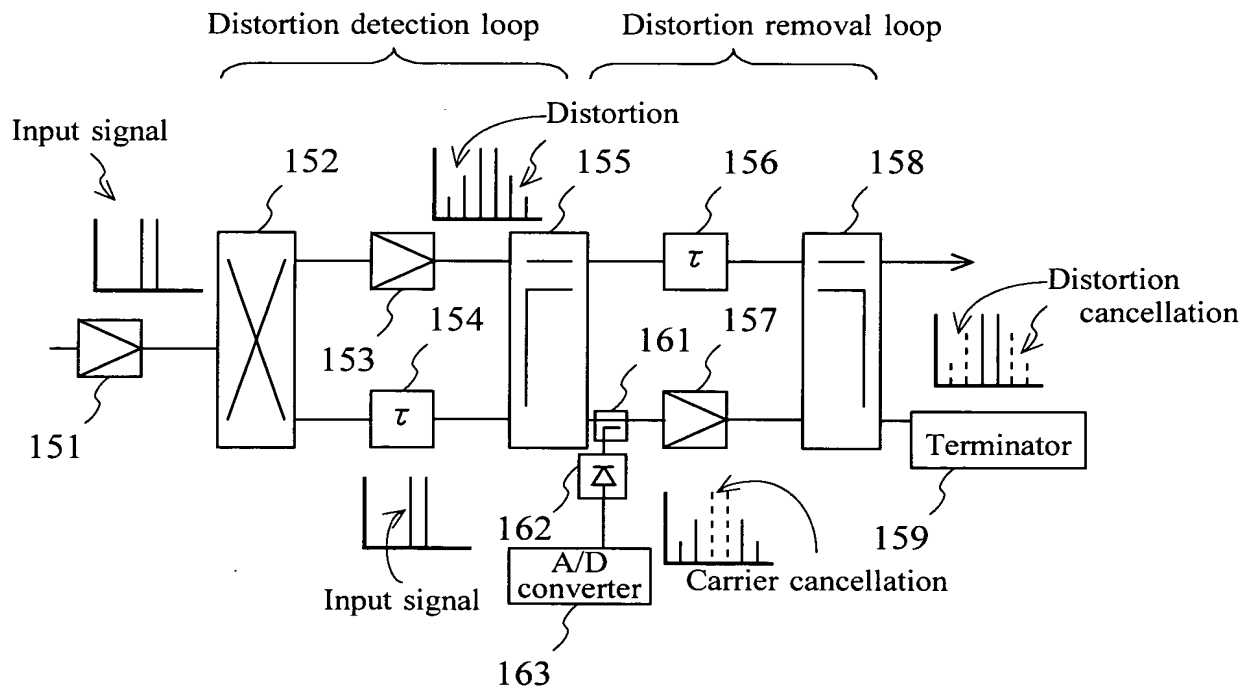 Distortion detection loop
Distortion removal loop
Input signal
Distortion
152
155
156
158
τ
Distortion
cancellation
154
153
157
161
151
τ
Terminator
162
159
A/D
converter
Carrier cancellation
Input signal
163